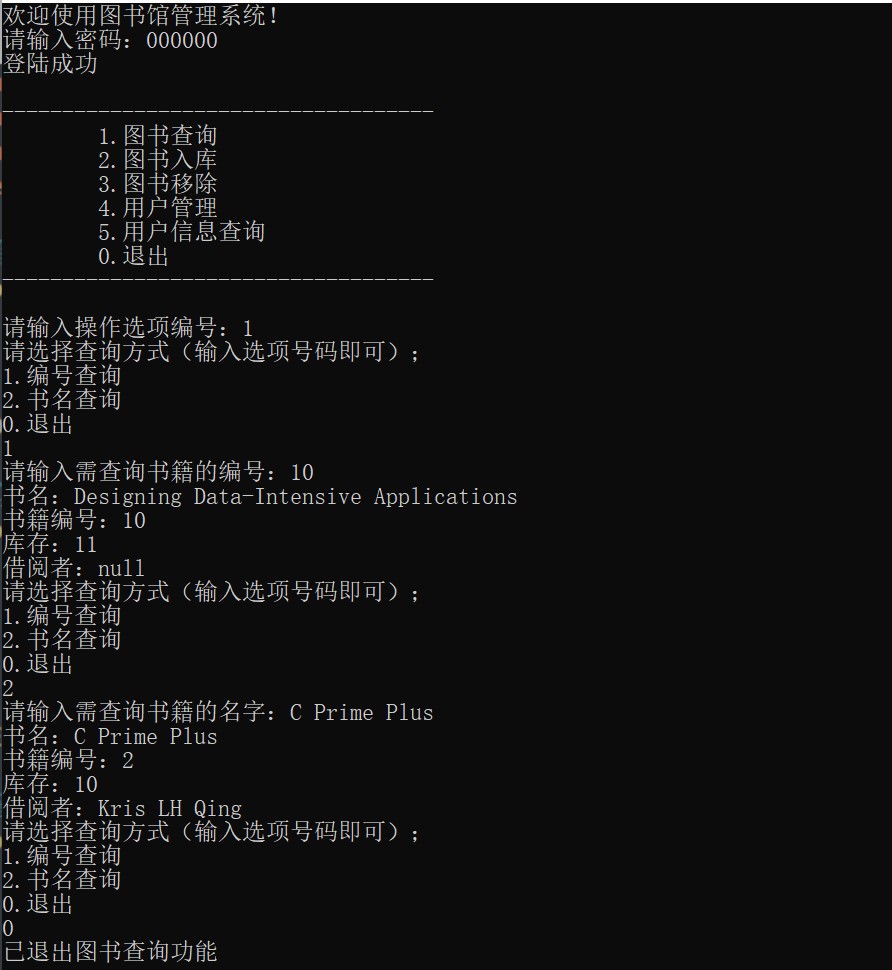 欢迎使用图书馆管理系统!
请输入密码: 000000
登陆成功
------------------------------------
1.图书查询
2.图书入库
3.图书移除
4.用户管理
5.用户信息查询
0.退出
------------------------------------
请输入操作选项编号: 1
请选择查询方式（输入选项号码即可）;
1.编号查询
2.书名查询
0.退出
1
请输入需查询书籍的编号: 10
书名: Designing Data-Intensive Applications
书籍编号: 10
库存: 11
借阅者: null
请选择查询方式（输入选项号码即可）;
1.编号查询
2.书名查询
0.退出
2
请输入需查询书籍的名字: C Prime Plus
书名: C Prime Plus
书籍编号: 2
库存: 10
借阅者: Kris LH Qing
请选择查询方式（输入选项号码即可）;
1.编号查询
2.书名查询
0.退出
0
已退出图书查询功能